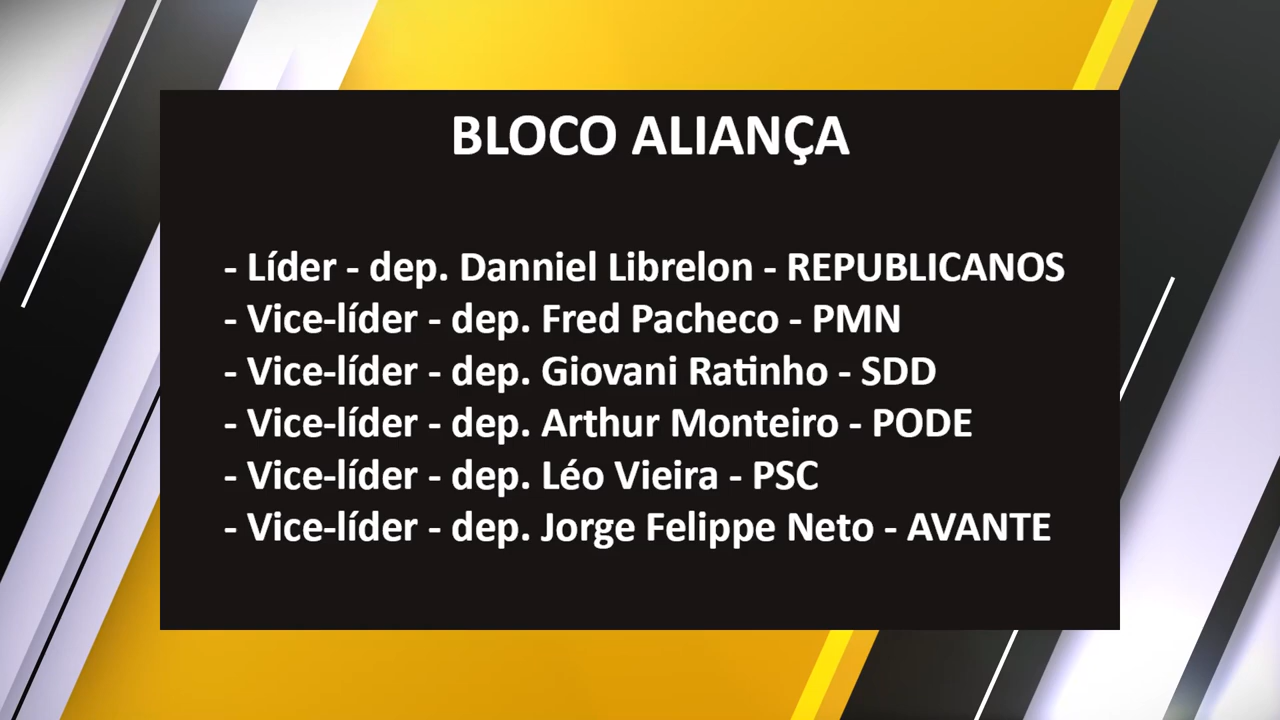 BLOCO ALIANÇA
- Líder - dep. Danniel Librelon - REPUBLICANOS
- Vice-líder - dep. Fred Pacheco - PMN
- Vice-líder - dep. Giovani Ratinho - SDD
- Vice-líder - dep. Arthur Monteiro - PODE
- Vice-líder - dep. Léo Vieira - PSC
- Vice-líder - dep. Jorge Felippe Neto - AVANTE